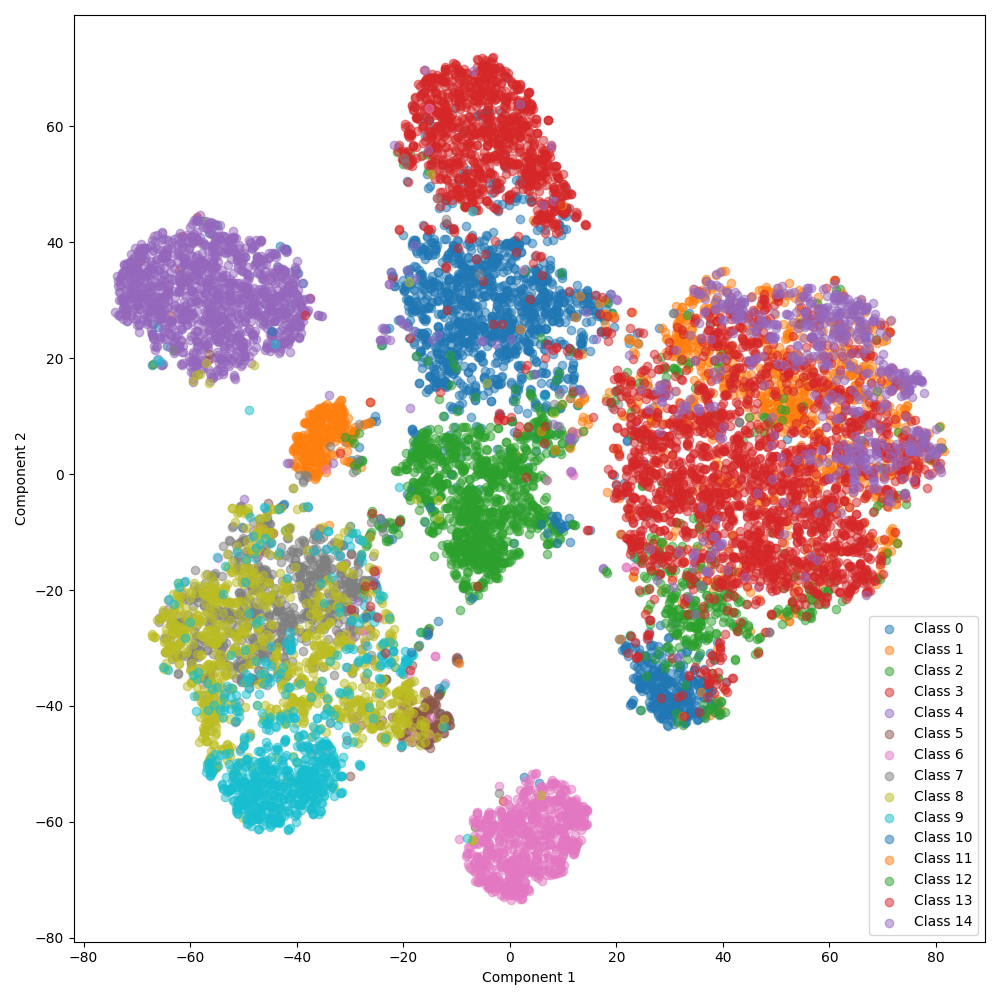 60
40
20
0
−20
−40
−60
−80
−80
−60
−40
−20
0
20
40
60
80
Component 1
Component 2
Class 0
Class 1
Class 2
Class 3
Class 4
Class 5
Class 6
Class 7
Class 8
Class 9
Class 10
Class 11
Class 12
Class 13
Class 14